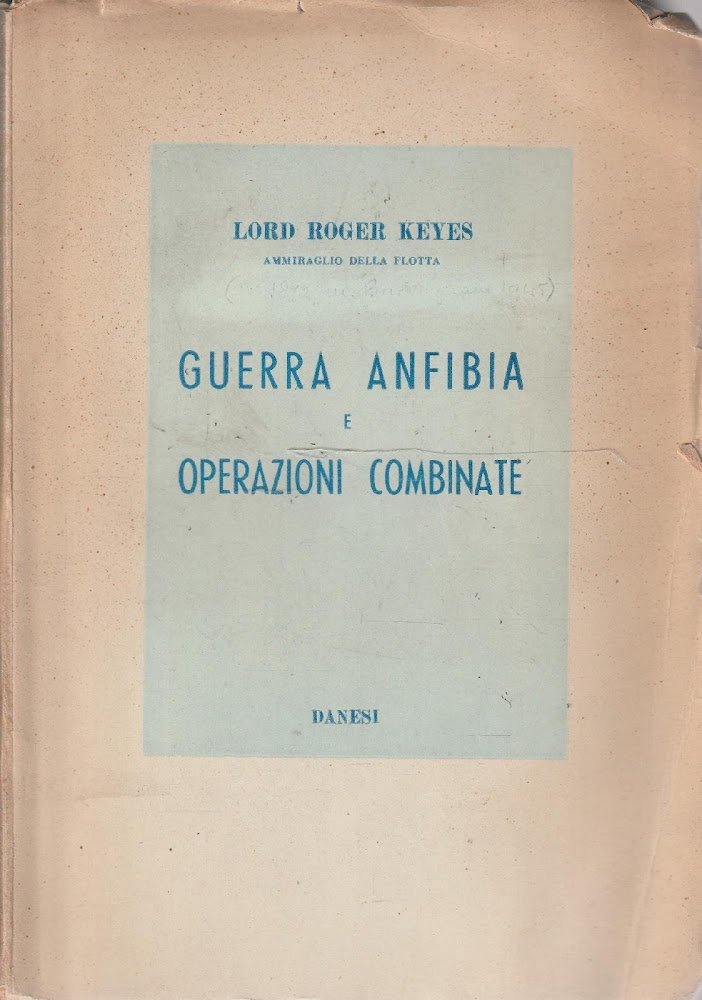 LORD ROGER KEYES
AMMIRAGLIO DELLA FLOTTA
GUERRA ANFIBIA
E
OPERAZIONI COMBINATE
DANESI